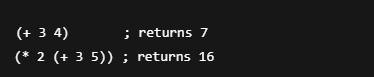 (+ 3 4)       ; returns 7
(* 2 (+ 3 5)) ; returns 16